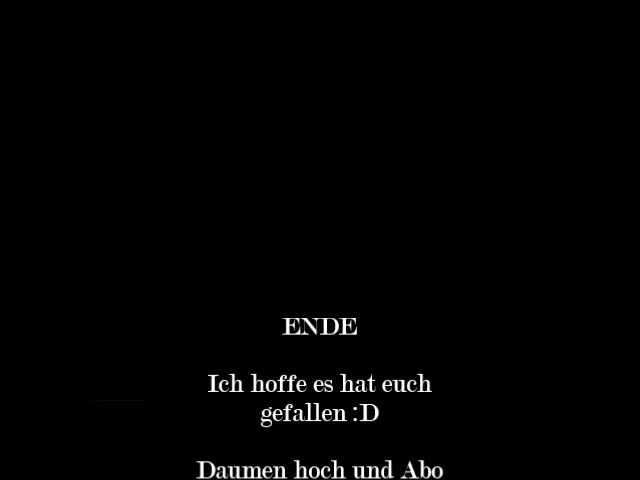 ENDE
Ich hoffe es hat euch
gefallen :D
Daumen hoch und Abo